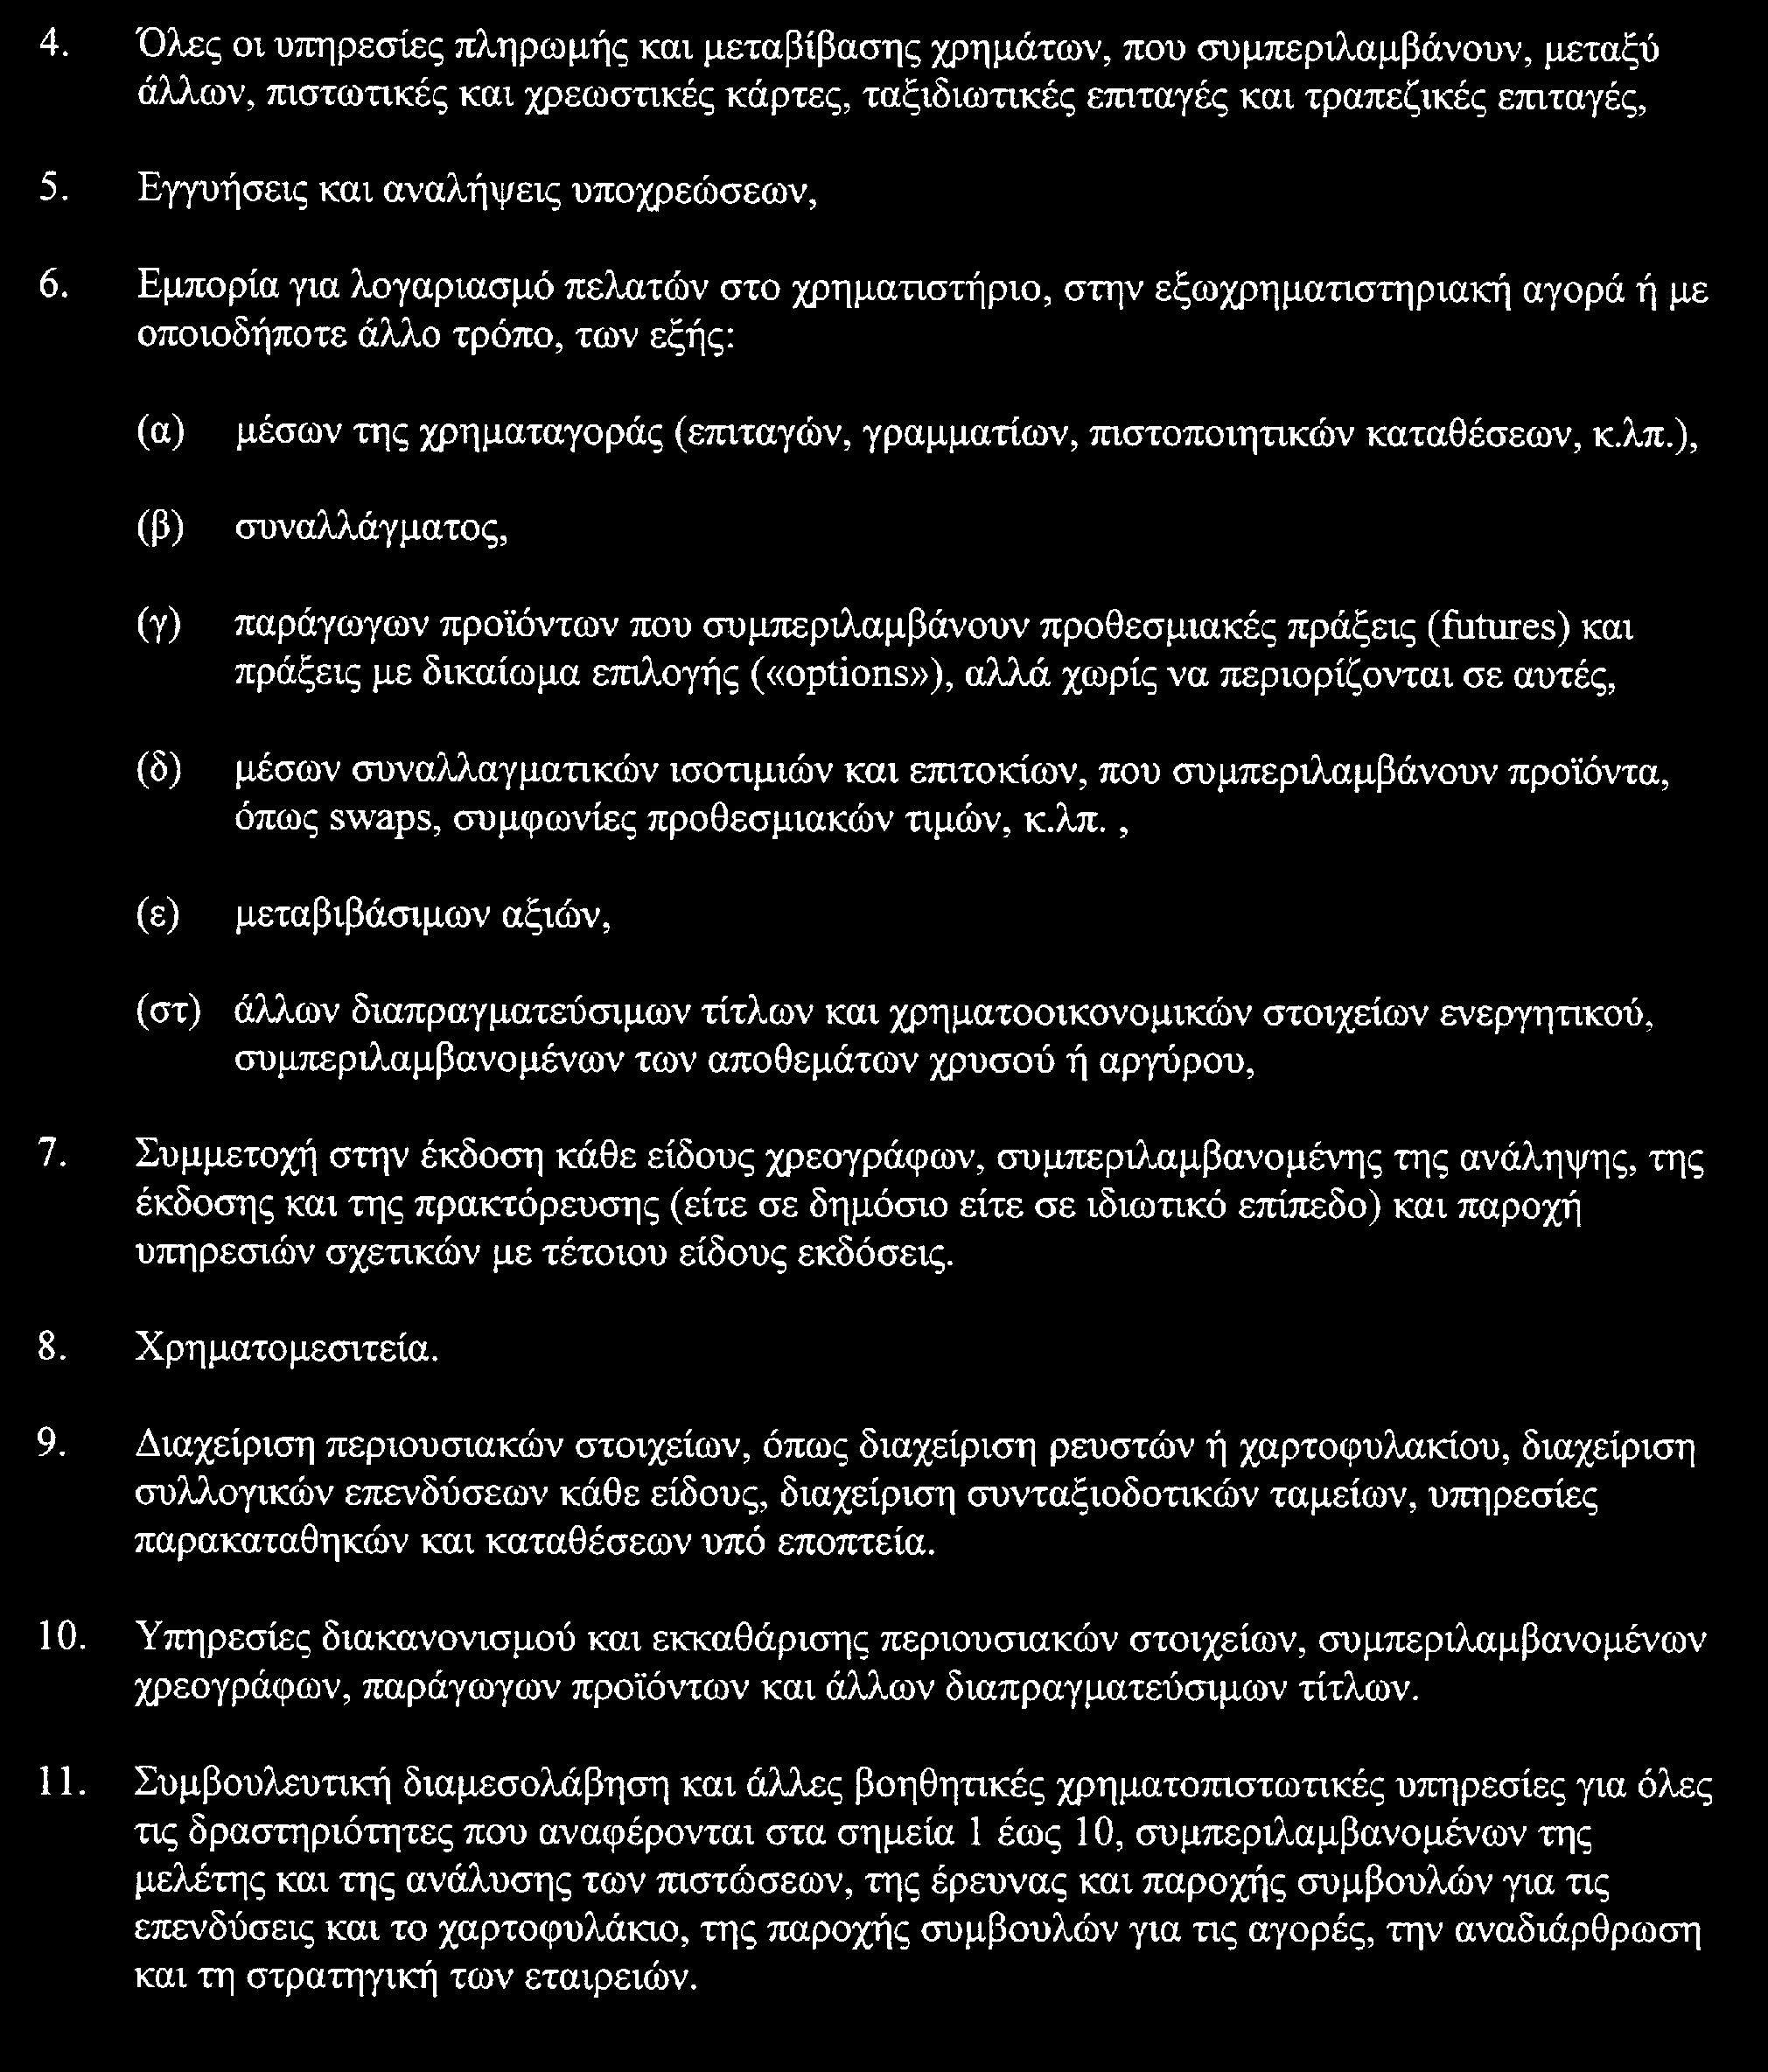 4. Όλες οι υπηρεσίες πληρωμής και μεταβίβασης χρημάτων, που συμπεριλαμβάνουν, μεταξύ
άλλων, πιστωτικές και χρεωστικές κάρτες, ταξιδιωτικές επιταγές και τραπεζικές επιταγές,
5. Εγγυήσεις και αναλήψεις υποχρεώσεων,
6. Εμπορία για λογαριασμό πελατών στο χρηματιστήριο, στην εξωχρηματιστηριακή αγορά ή με
οποιοδήποτε άλλο τρόπο, των εξής:
(α) μέσων της χρηματαγοράς (επιταγών, γραμματίων, πιστοποιητικών καταθέσεων, κ.λπ.),
(β) συναλλάγματος,
(γ) παράγωγων προϊόντων που συμπεριλαμβάνουν προθεσμιακές πράξεις (futures) και
πράξεις με δικαίωμα επιλογής («options»), αλλά χωρίς να περιορίζονται σε αυτές,
(δ) μέσων συναλλαγματικών ισοτιμιών και επιτοκίων, που συμπεριλαμβάνουν προϊόντα,
όπως swaps, συμφωνίες προθεσμιακών τιμών, κ.λπ. ,
(ε) μεταβιβάσιμων αξιών,
(στ) άλλων διαπραγματεύσιμων τίτλων και χρηματοοικονομικών στοιχείων ενεργητικού,
συμπεριλαμβανομένων των αποθεμάτων χρυσού ή αργύρου,
7. Συμμετοχή στην έκδοση κάθε είδους χρεογράφων, συμπεριλαμβανομένης της ανάληψης, της
έκδοσης και της πρακτόρευσης (είτε σε δημόσιο είτε σε ιδιωτικό επίπεδο) και παροχή
υπηρεσιών σχετικών με τέτοιου είδους εκδόσεις.
8. Χρηματομεσιτεία.
9. Διαχείριση περιουσιακών στοιχείων, όπως διαχείριση ρευστών ή χαρτοφυλακίου, διαχείριση
συλλογικών επενδύσεων κάθε είδους, διαχείριση συνταξιοδοτικών ταμείων, υπηρεσίες
παρακαταθηκών και καταθέσεων υπό εποπτεία.
10. Υπηρεσίες διακανονισμού και εκκαθάρισης περιουσιακών στοιχείων, συμπεριλαμβανομένων
χρεογράφων, παράγωγων προϊόντων και άλλων διαπραγματεύσιμων τίτλων.
11. Συμβουλευτική διαμεσολάβηση και άλλες βοηθητικές χρηματοπιστωτικές υπηρεσίες για όλες
τις δραστηριότητες που αναφέρονται στα σημεία 1 έως 10, συμπεριλαμβανομένων της
μελέτης και της ανάλυσης των πιστώσεων, της έρευνας και παροχής συμβουλών για τις
επενδύσεις και το χαρτοφυλάκιο, της παροχής συμβουλών για τις αγορές, την αναδιάρθρωση
και τη στρατηγική των εταιρειών.